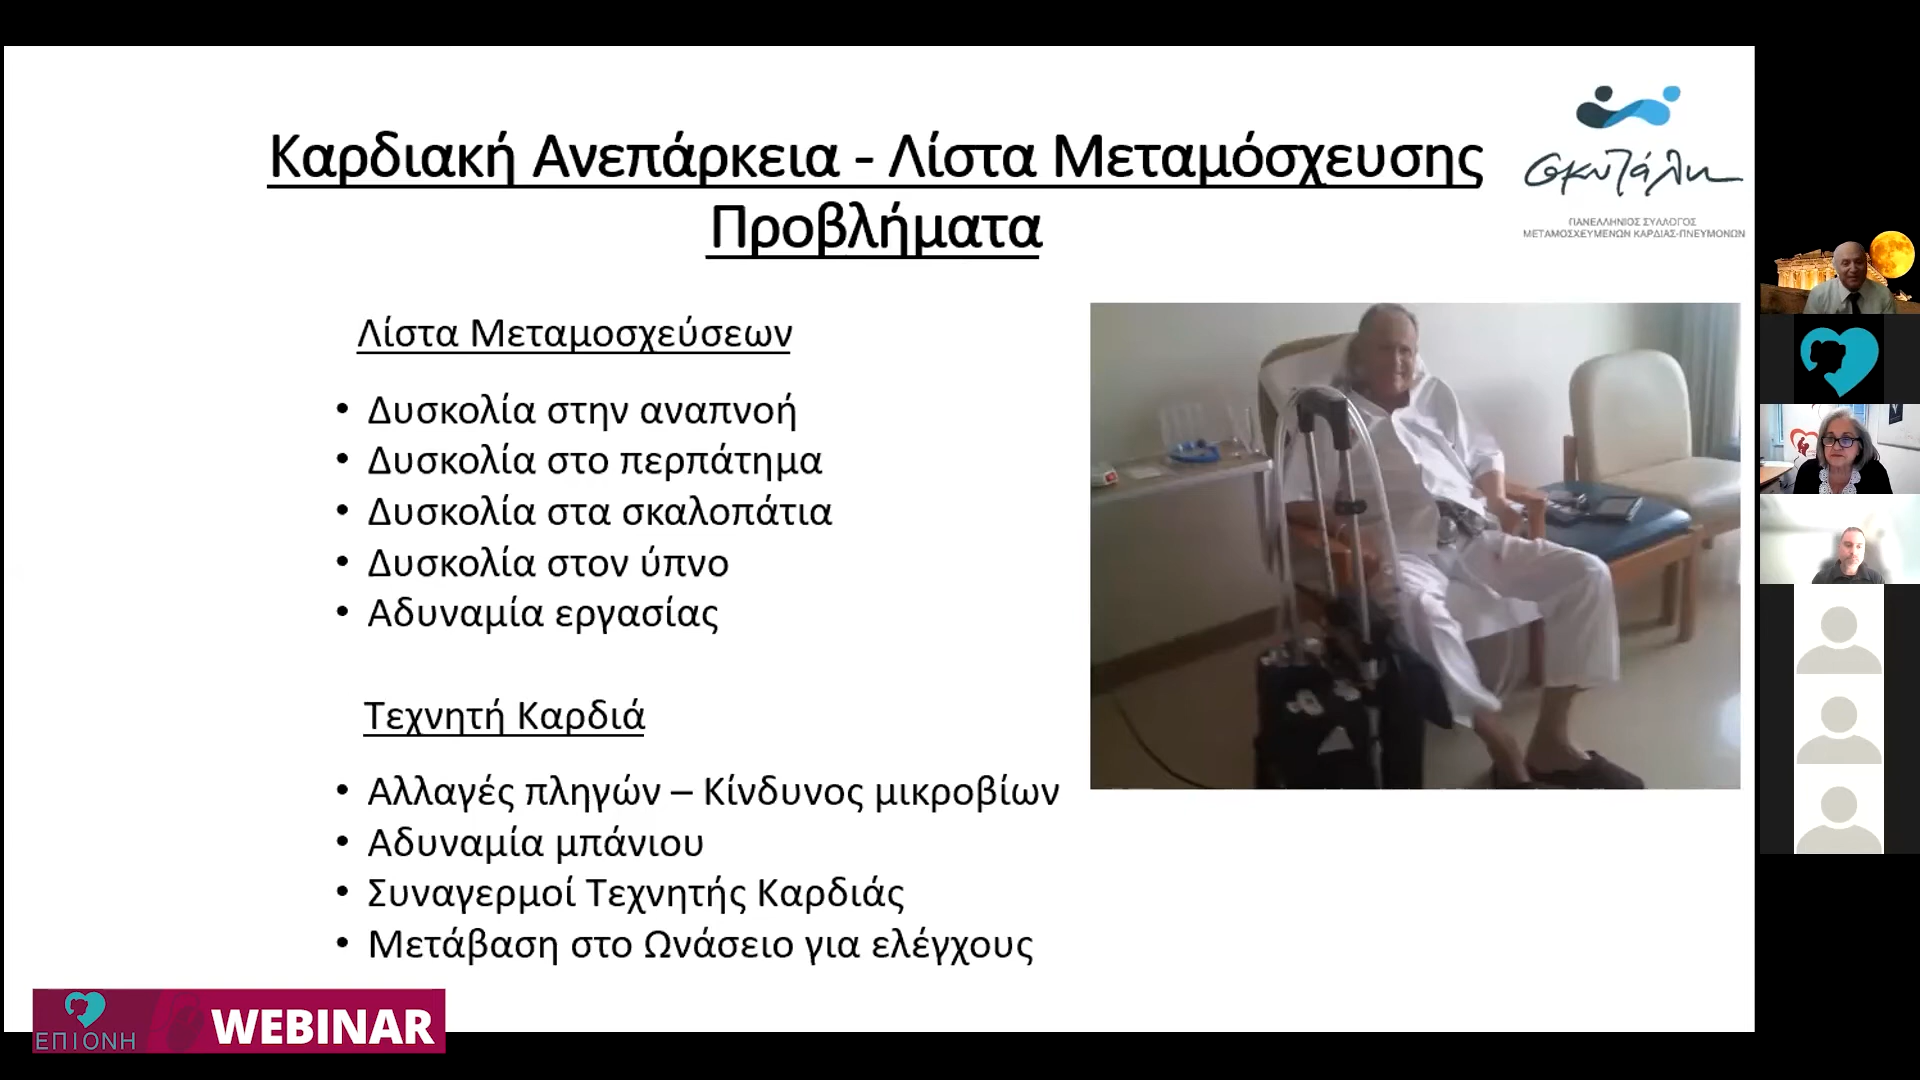 Καρδιακή Ανεπάρκεια - Λίστα Μεταμόσχευσης
Προβλήματα
σκυτάλη
ΠΑΝΕΛΛΗΝΙΟΣ ΣΥΛΛΟΓΟΣ
ΜΕΤΑΜΟΣΧΕΥΜΕΝΩΝ ΚΑΡΔΙΑΣ-ΠΝΕΥΜΟΝΩΝ
Λίστα Μεταμοσχεύσεων
• Δυσκολία στην αναπνοή
• Δυσκολία στο περπάτημα
• Δυσκολία στα σκαλοπάτια
• Δυσκολία στον ύπνο
• Αδυναμία εργασίας
Τεχνητή Καρδιά
• Αλλαγές πληγών – Κίνδυνος μικροβίων
• Αδυναμία μπάνιου
• Συναγερμοί Τεχνητής Καρδιάς
• Μετάβαση στο Ωνάσειο για ελέγχους
ΕΠΙΟΝΗ
WEBINAR